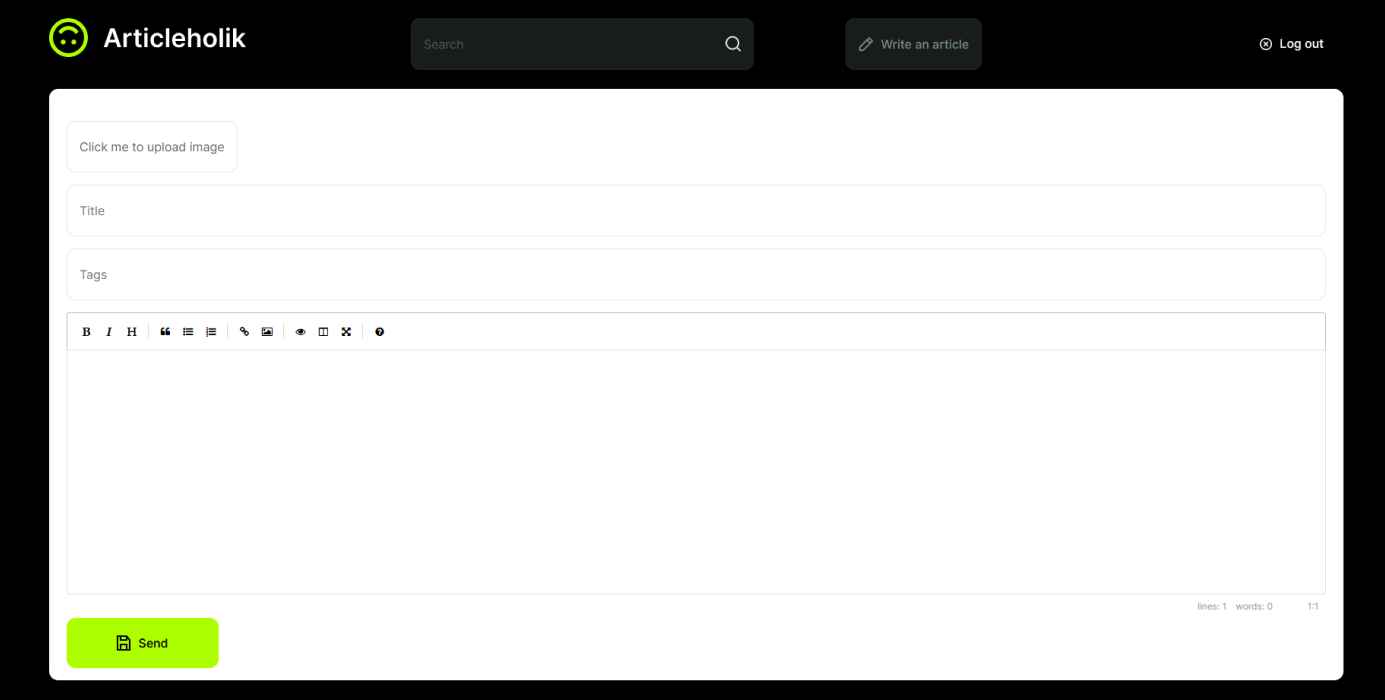 Articleholik
Search
Write an article
Log out
Click me to upload image
Title
Tags
B I H
lines: 1 words: 0 1:1
Send